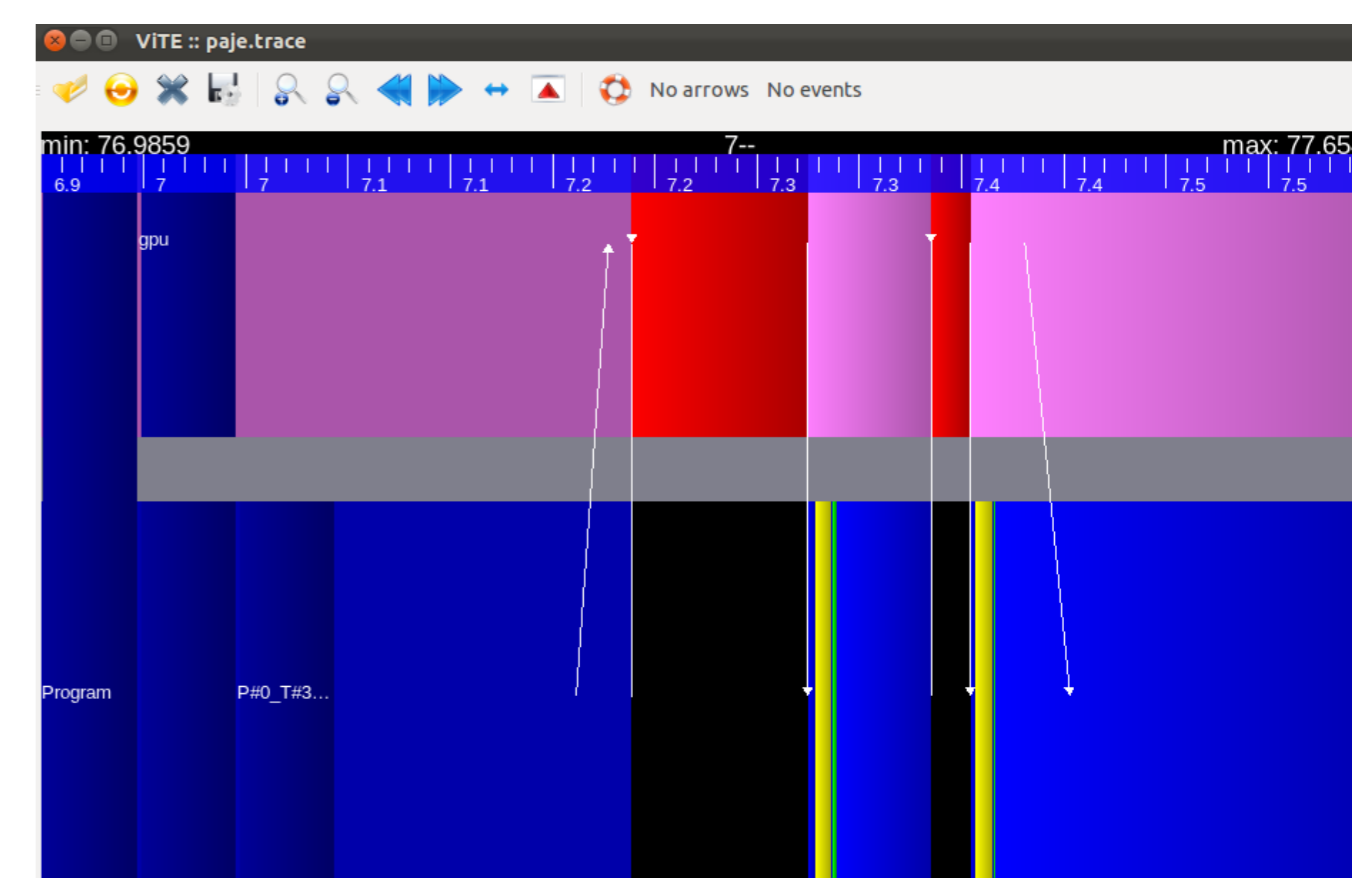 ViTE :: paje.trace
No arrows No events
min: 76.9859 7-- max: 77.65
6.9 7 7 7.1 7.1 7.2 7.2 7.3 7.3 7.4 7.4 7.5 7.5
gpu
Program P#0_T#3...